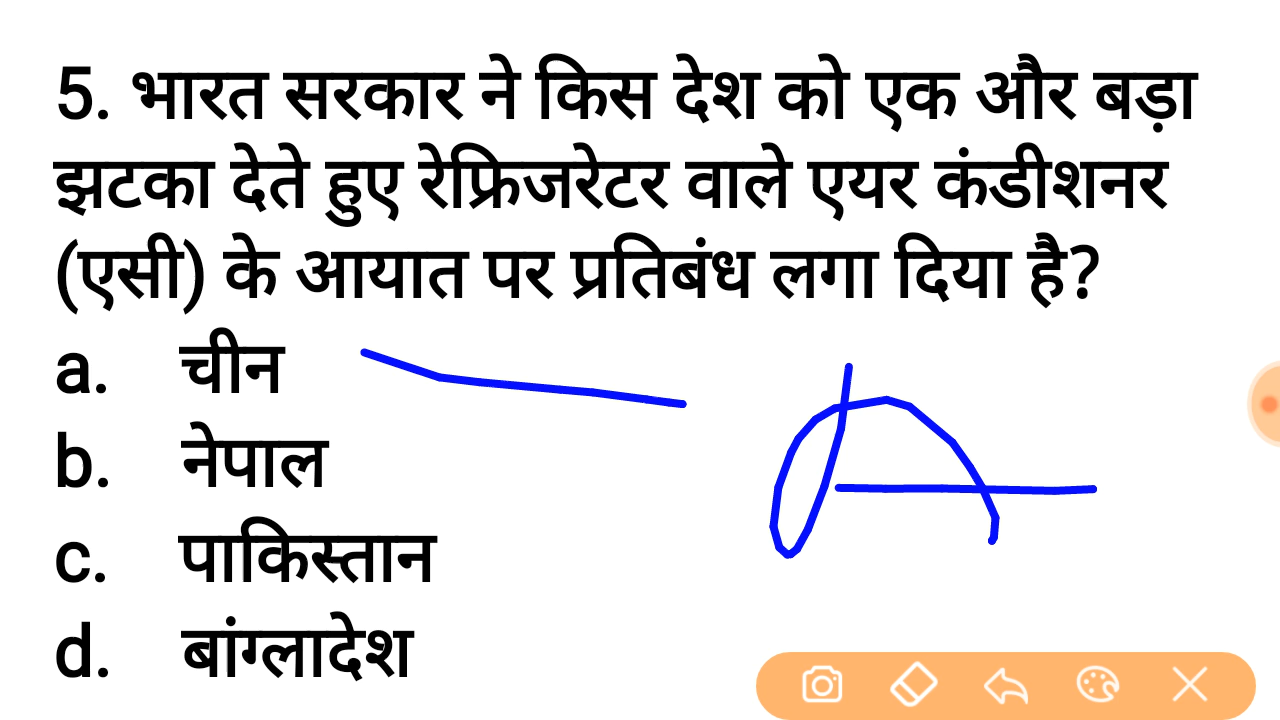 5. भारत सरकार ने किस देश को एक और बड़ा
झटका देते हुए रेफ्रिजरेटर वाले एयर कंडीशनर
(एसी) के आयात पर प्रतिबंध लगा दिया है?
a. चीन
b. नेपाल
c. पाकिस्तान
d. बांग्लादेश